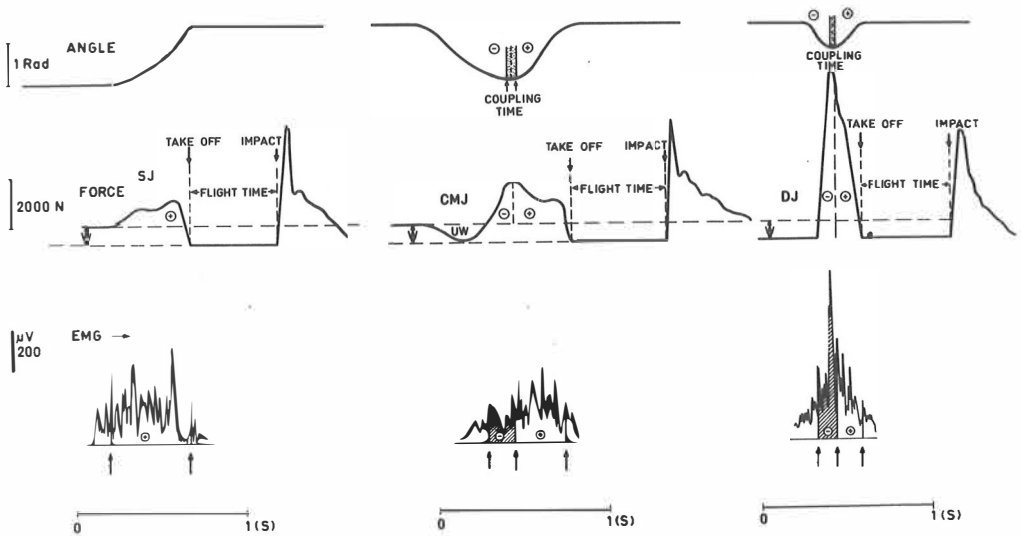 ANGLE
1 Rad
⊖ ⊕
COUPLING
TIME
⊖ ⊕
COUPLING
TIME
FORCE
2000 N
SJ
⊕
TAKE OFF
IMPACT
FLIGHT TIME
CMJ
UW
⊖ ⊕
TAKE OFF
IMPACT
FLIGHT TIME
DJ
⊖ ⊕
TAKE OFF
IMPACT
FLIGHT TIME
µV
200
EMG →
⊕
⊖ ⊕
⊖ ⊕
0 1(S)
0 1(S)
0 1(S)